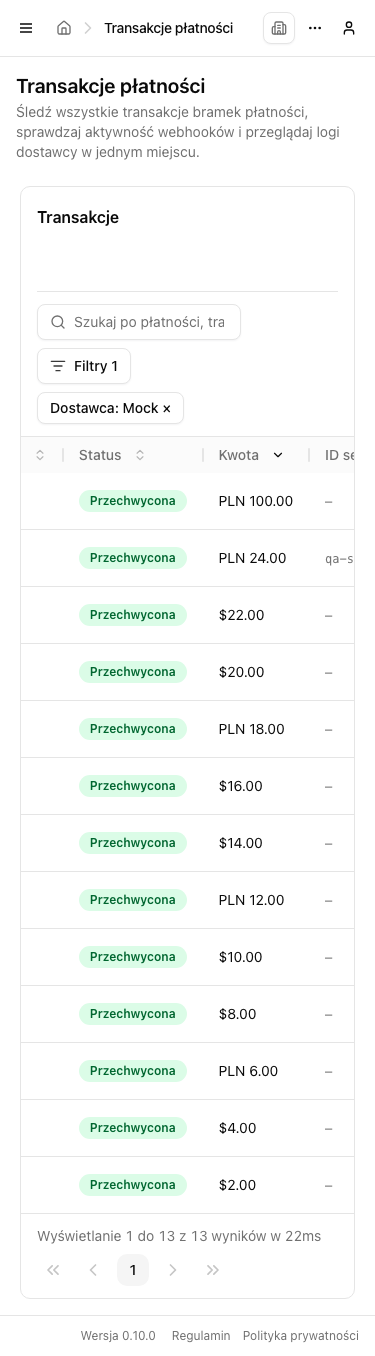 Transakcje płatności
Transakcje płatności
Śledź wszystkie transakcje bramek płatności,
sprawdzaj aktywność webhooków i przeglądaj logi
dostawcy w jednym miejscu.
Transakcje
Szukaj po płatności, tra
Filtry 1
Dostawca: Mock ×
Status Kwota ID se
Przechwycona PLN 100.00 –
Przechwycona PLN 24.00 qa-s
Przechwycona $22.00 –
Przechwycona $20.00 –
Przechwycona PLN 18.00 –
Przechwycona $16.00 –
Przechwycona $14.00 –
Przechwycona PLN 12.00 –
Przechwycona $10.00 –
Przechwycona $8.00 –
Przechwycona PLN 6.00 –
Przechwycona $4.00 –
Przechwycona $2.00 –
Wyświetlanie 1 do 13 z 13 wyników w 22ms
1
Wersja 0.10.0 Regulamin Polityka prywatności